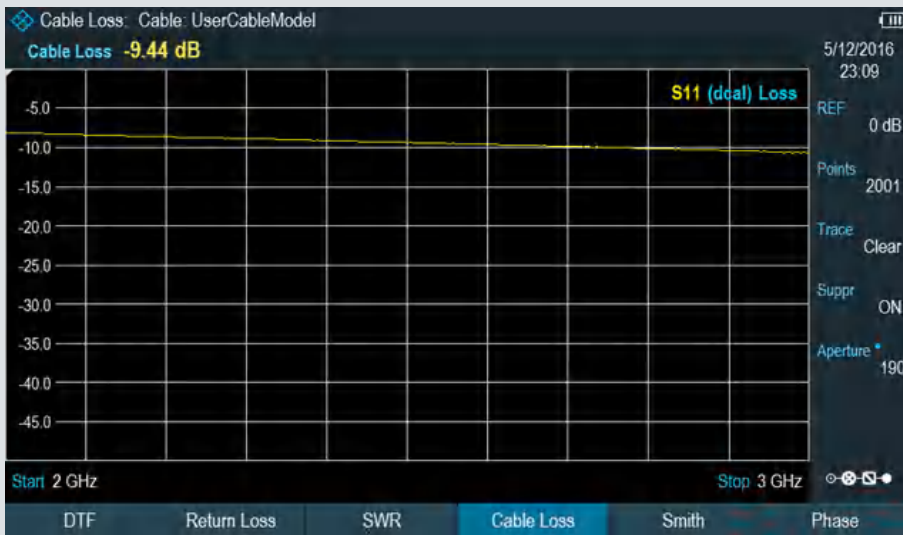 Cable Loss: Cable: UserCableModel
Cable Loss -9.44 dB
5/12/2016
23:09
S11 (dcal) Loss
REF
0 dB
Points
2001
Trace
Clear
Suppr
ON
Aperture
190
-5.0
-10.0
-15.0
-20.0
-25.0
-30.0
-35.0
-40.0
-45.0
Start 2 GHz
Stop 3 GHz
DTF Return Loss SWR Cable Loss Smith Phase